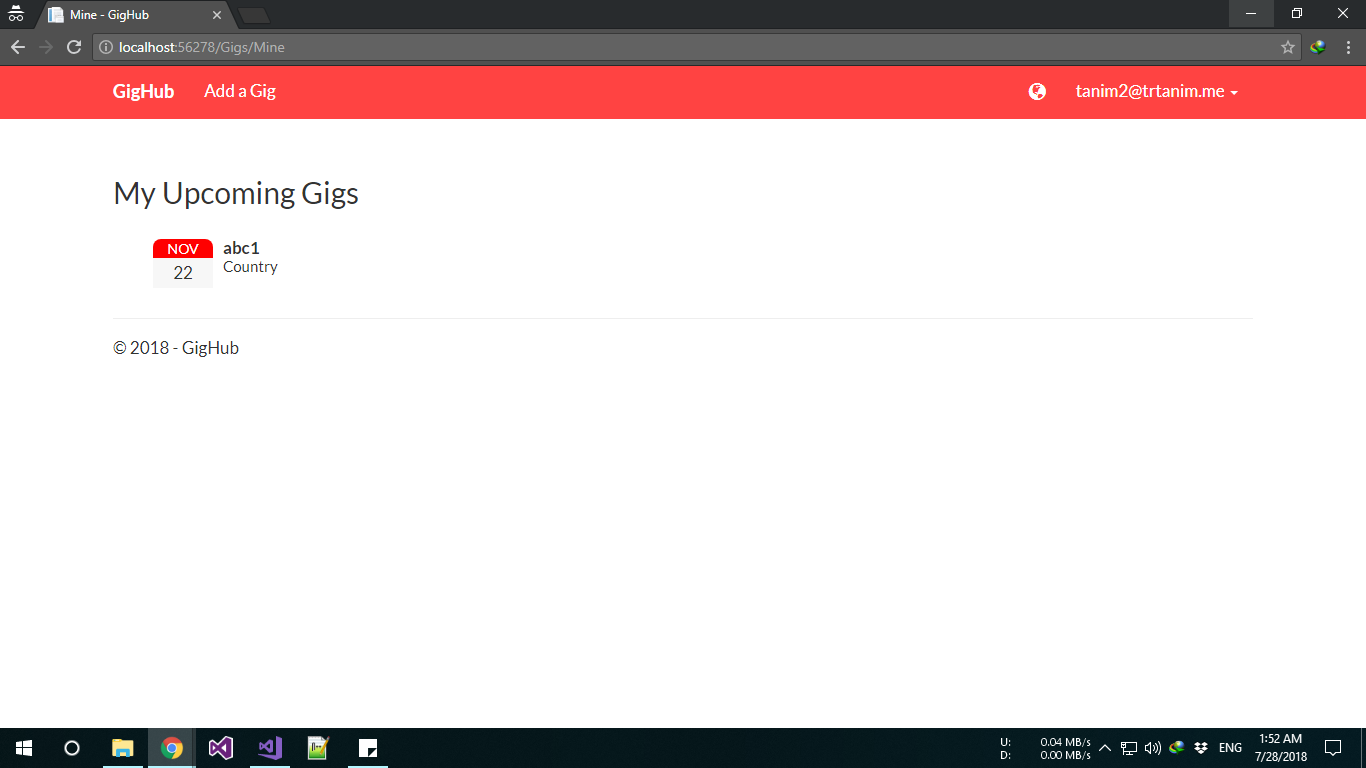 Mine - GigHub
localhost:56278/Gigs/Mine
GigHub Add a Gig tanim2@trtanim.me
My Upcoming Gigs
NOV
22
abc1
Country
© 2018 - GigHub
U: 0.04 MB/s
D: 0.00 MB/s
ENG
1:52 AM
7/28/2018